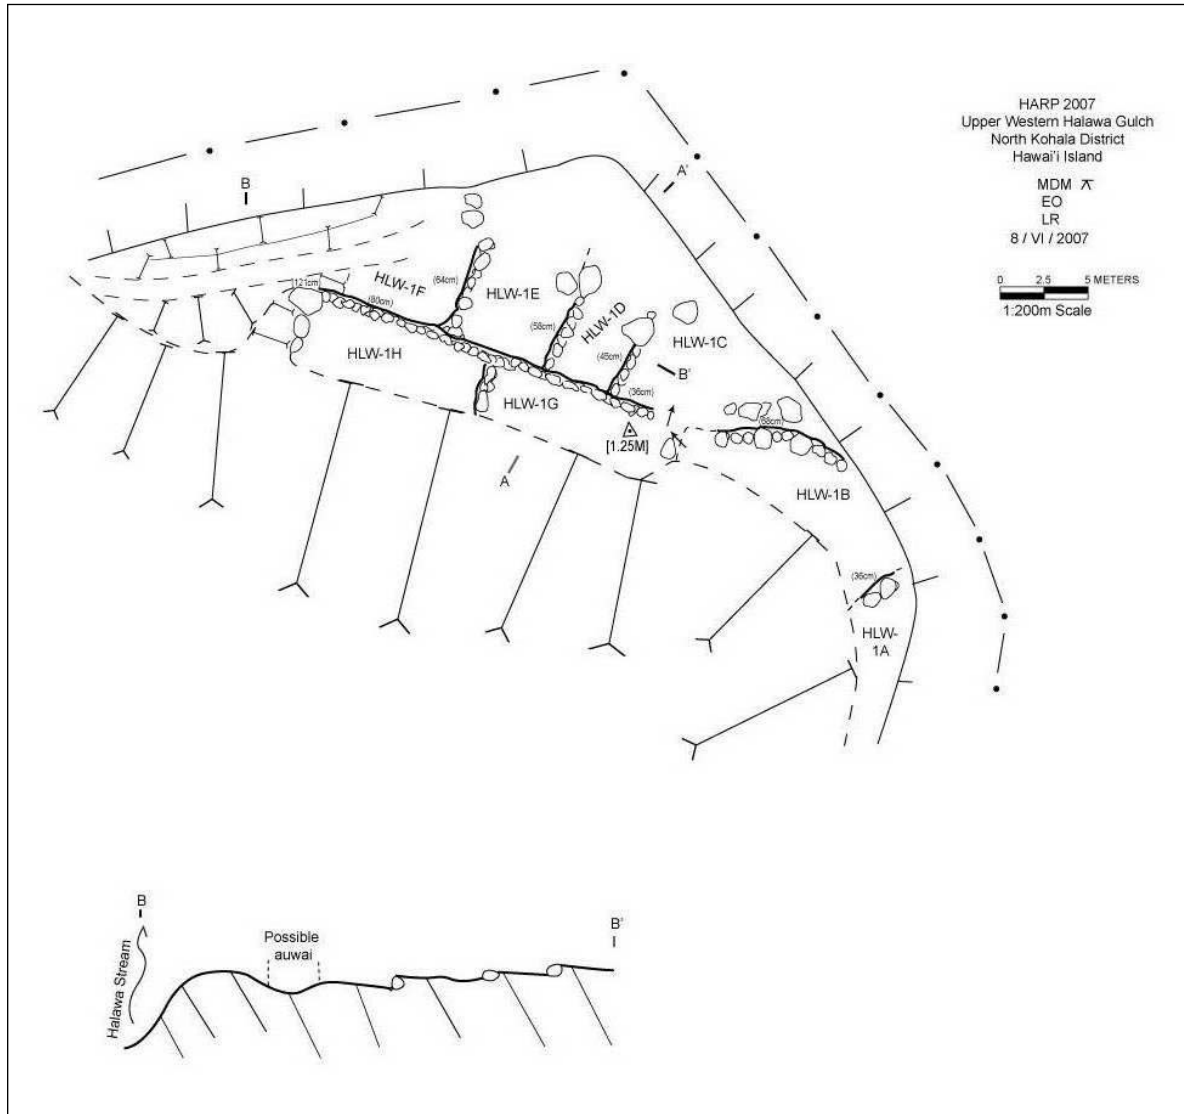 HARP 2007
Upper Western Halawa Gulch
North Kohala District
Hawai'i Island
MDM
EO
LR
8 / VI / 2007
0 2.5 5 METERS
1:200m Scale
A'
B
(121cm)
HLW-1F
(80cm)
(64cm)
HLW-1E
HLW-1D
(58cm)
HLW-1C
(45cm)
B'
HLW-1H
(36cm)
HLW-1G
[1.25M]
(68cm)
A
HLW-1B
(36cm)
HLW-
1A
B
Halawa Stream
Possible
auwai
B'